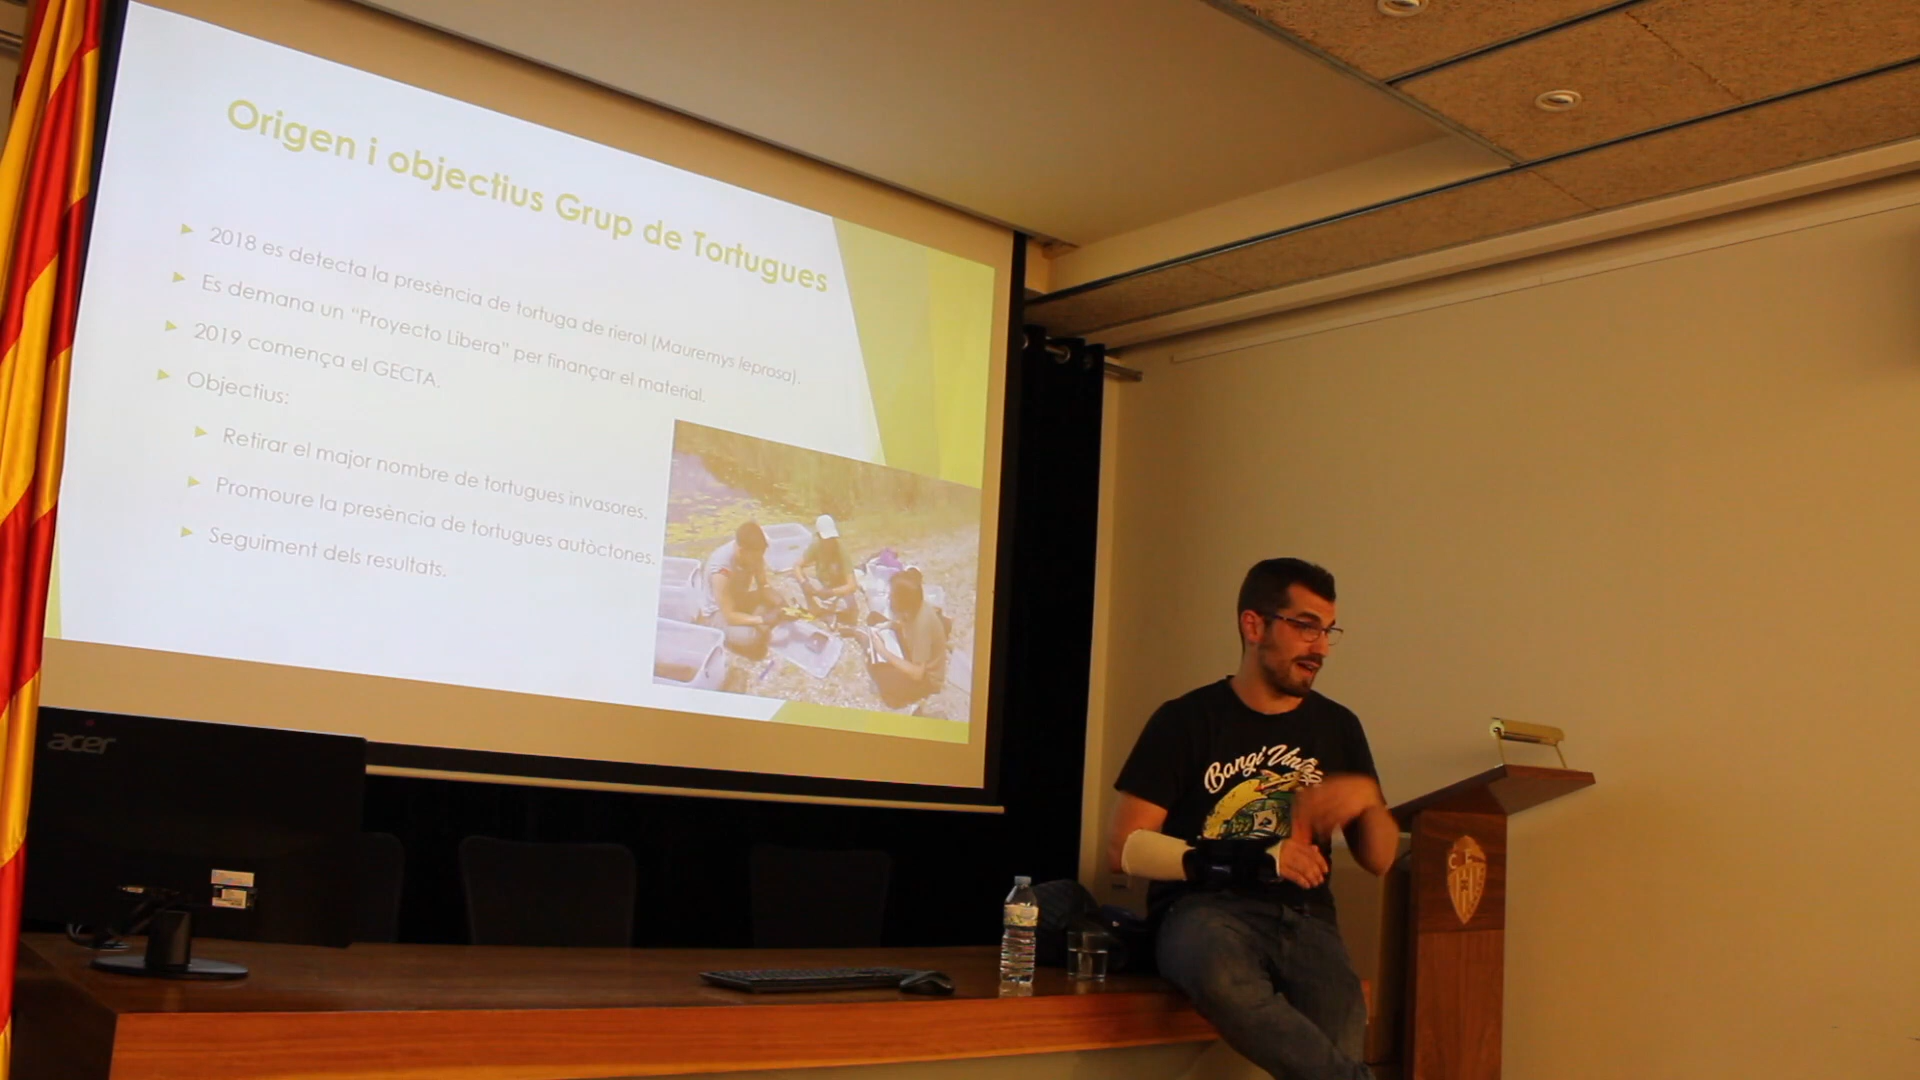 Origen i objectius Grup de Tortugues
2018 es detecta la presència de tortuga de rierol (Mauremys leprosa).
Es demana un “Proyecto Libera” per finançar el material.
2019 comença el GECTA.
Objectius:
Retirar el major nombre de tortugues invasores.
Promoure la presència de tortugues autòctones.
Seguiment dels resultats.
acer
Bangi